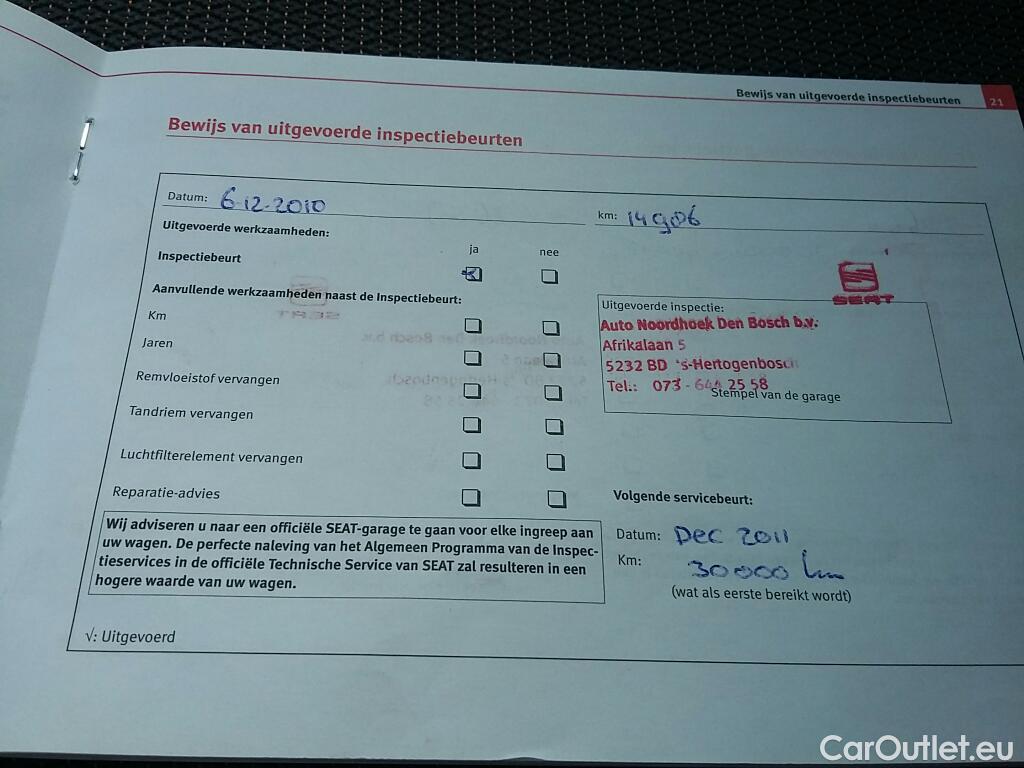 Bewijs van uitgevoerde inspectiebeurten 21
Bewijs van uitgevoerde inspectiebeurten
Datum: 6-12-2010
km: 14906
Uitgevoerde werkzaamheden:
ja nee
Inspectiebeurt
SEAT
Aanvullende werkzaamheden naast de Inspectiebeurt:
Uitgevoerde inspectie:
Auto Noordhoek Den Bosch b.v.
Afrikalaan 5
5232 BD 's-Hertogenbosch
Tel.: 073 - 644 25 58
Stempel van de garage
Km
Jaren
Remvloeistof vervangen
Tandriem vervangen
Luchtfilterelement vervangen
Reparatie-advies
Volgende servicebeurt:
Datum: Dec 2011
Km: 30000 km
(wat als eerste bereikt wordt)
Wij adviseren u naar een officiële SEAT-garage te gaan voor elke ingreep aan
uw wagen. De perfecte naleving van het Algemeen Programma van de Inspec-
tieservices in de officiële Technische Service van SEAT zal resulteren in een
hogere waarde van uw wagen.
√: Uitgevoerd
CarOutlet.eu